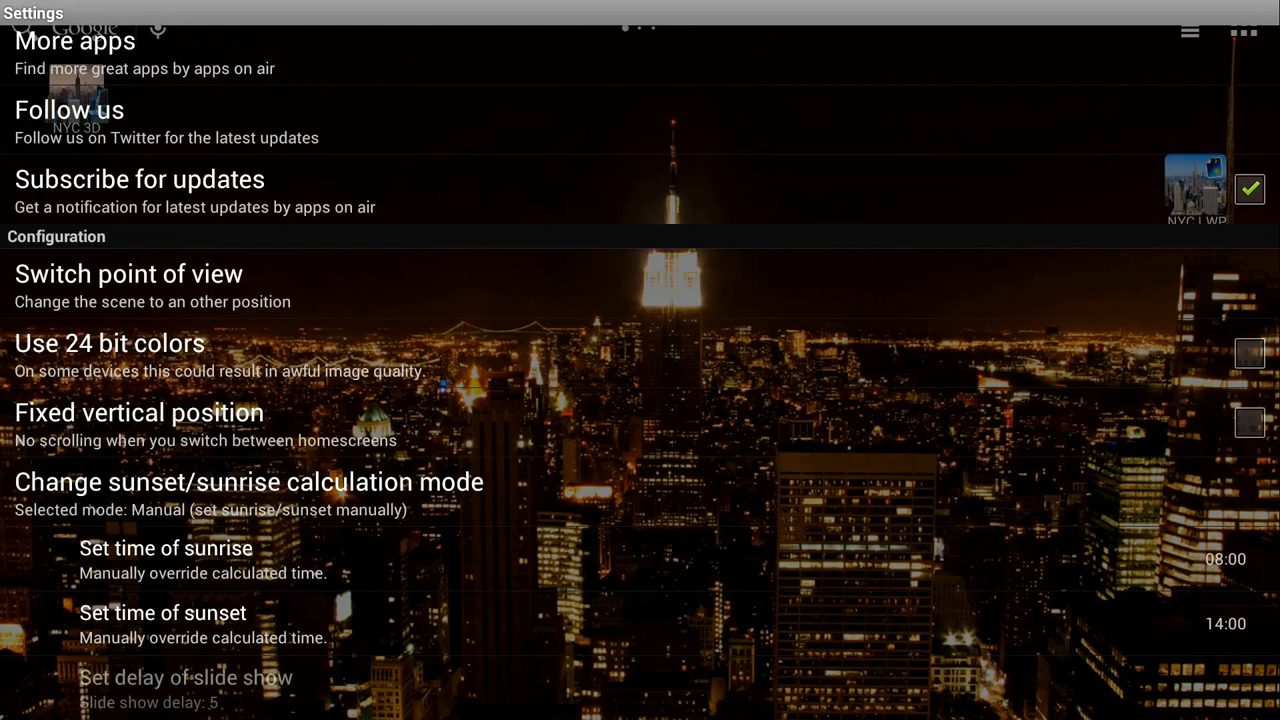 Settings
Google
More apps
Find more great apps by apps on air
NYC 3D
Follow us
Follow us on Twitter for the latest updates
Subscribe for updates
Get a notification for latest updates by apps on air
NYC LWP
Configuration
Switch point of view
Change the scene to an other position
Use 24 bit colors
On some devices this could result in awful image quality.
Fixed vertical position
No scrolling when you switch between homescreens
Change sunset/sunrise calculation mode
Selected mode: Manual (set sunrise/sunset manually)
Set time of sunrise
Manually override calculated time.
08:00
Set time of sunset
Manually override calculated time.
14:00
Set delay of slide show
Slide show delay: 5